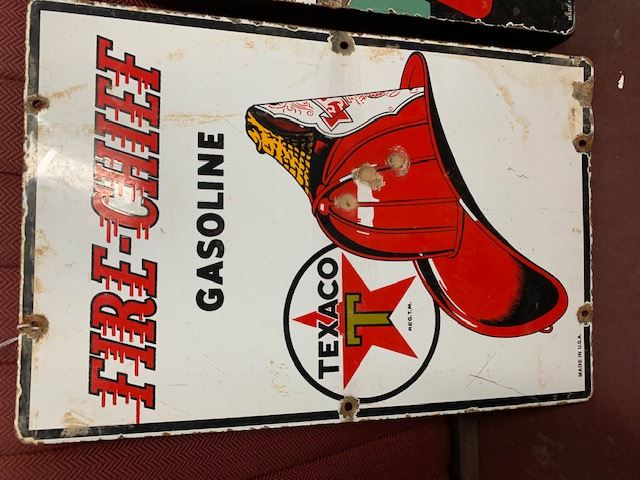 FIRE-CHIEF
GASOLINE
TEXACO
T
REG. T.M.
MADE IN U.S.A.